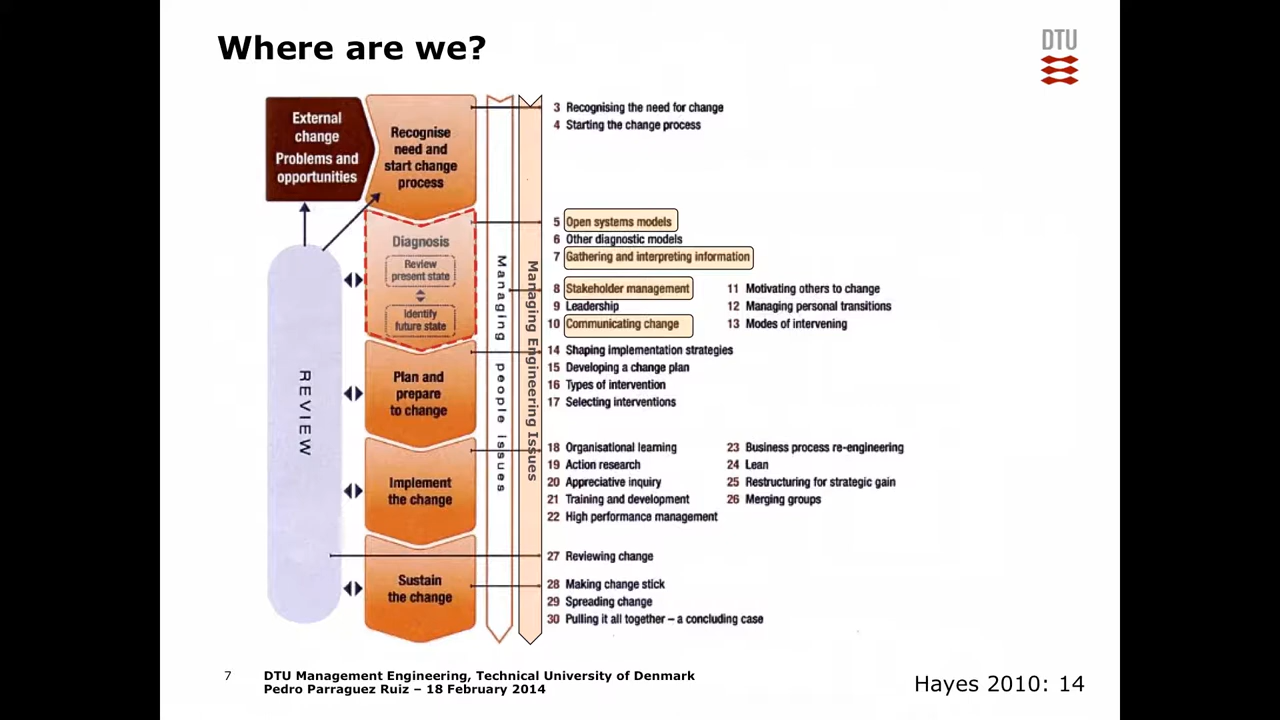 Where are we?
DTU
External
change
Problems and
opportunities
Recognise
need and
start change
process
3 Recognising the need for change
4 Starting the change process
Diagnosis
Review
present state
Identify
future state
5 Open systems models
6 Other diagnostic models
7 Gathering and interpreting information
8 Stakeholder management
9 Leadership
10 Communicating change
11 Motivating others to change
12 Managing personal transitions
13 Modes of intervening
Managing people issues
Managing Engineering Issues
REVIEW
Plan and
prepare
to change
14 Shaping implementation strategies
15 Developing a change plan
16 Types of intervention
17 Selecting interventions
Implement
the change
18 Organisational learning
19 Action research
20 Appreciative inquiry
21 Training and development
22 High performance management
23 Business process re-engineering
24 Lean
25 Restructuring for strategic gain
26 Merging groups
27 Reviewing change
Sustain
the change
28 Making change stick
29 Spreading change
30 Pulling it all together – a concluding case
7
DTU Management Engineering, Technical University of Denmark
Pedro Parraguez Ruiz – 18 February 2014
Hayes 2010: 14